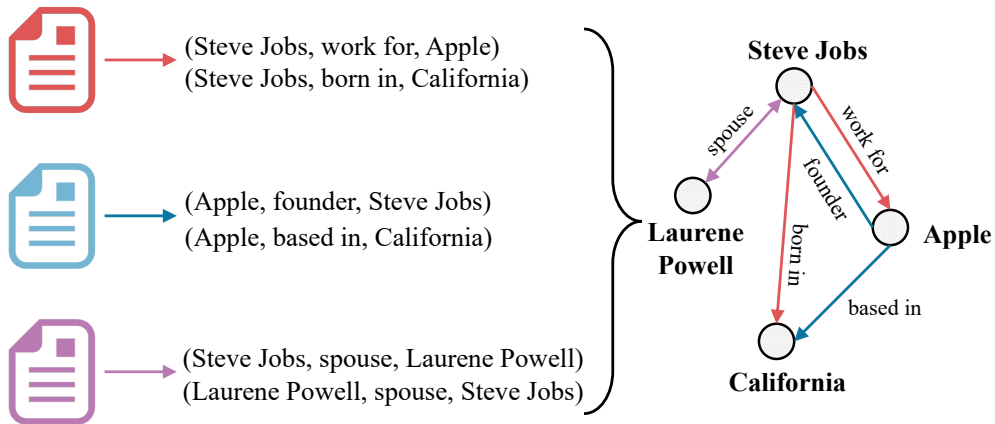 (Steve Jobs, work for, Apple)
(Steve Jobs, born in, California)
(Apple, founder, Steve Jobs)
(Apple, based in, California)
(Steve Jobs, spouse, Laurene Powell)
(Laurene Powell, spouse, Steve Jobs)
Steve Jobs
spouse
work for
founder
born in
Laurene
Powell
Apple
based in
California